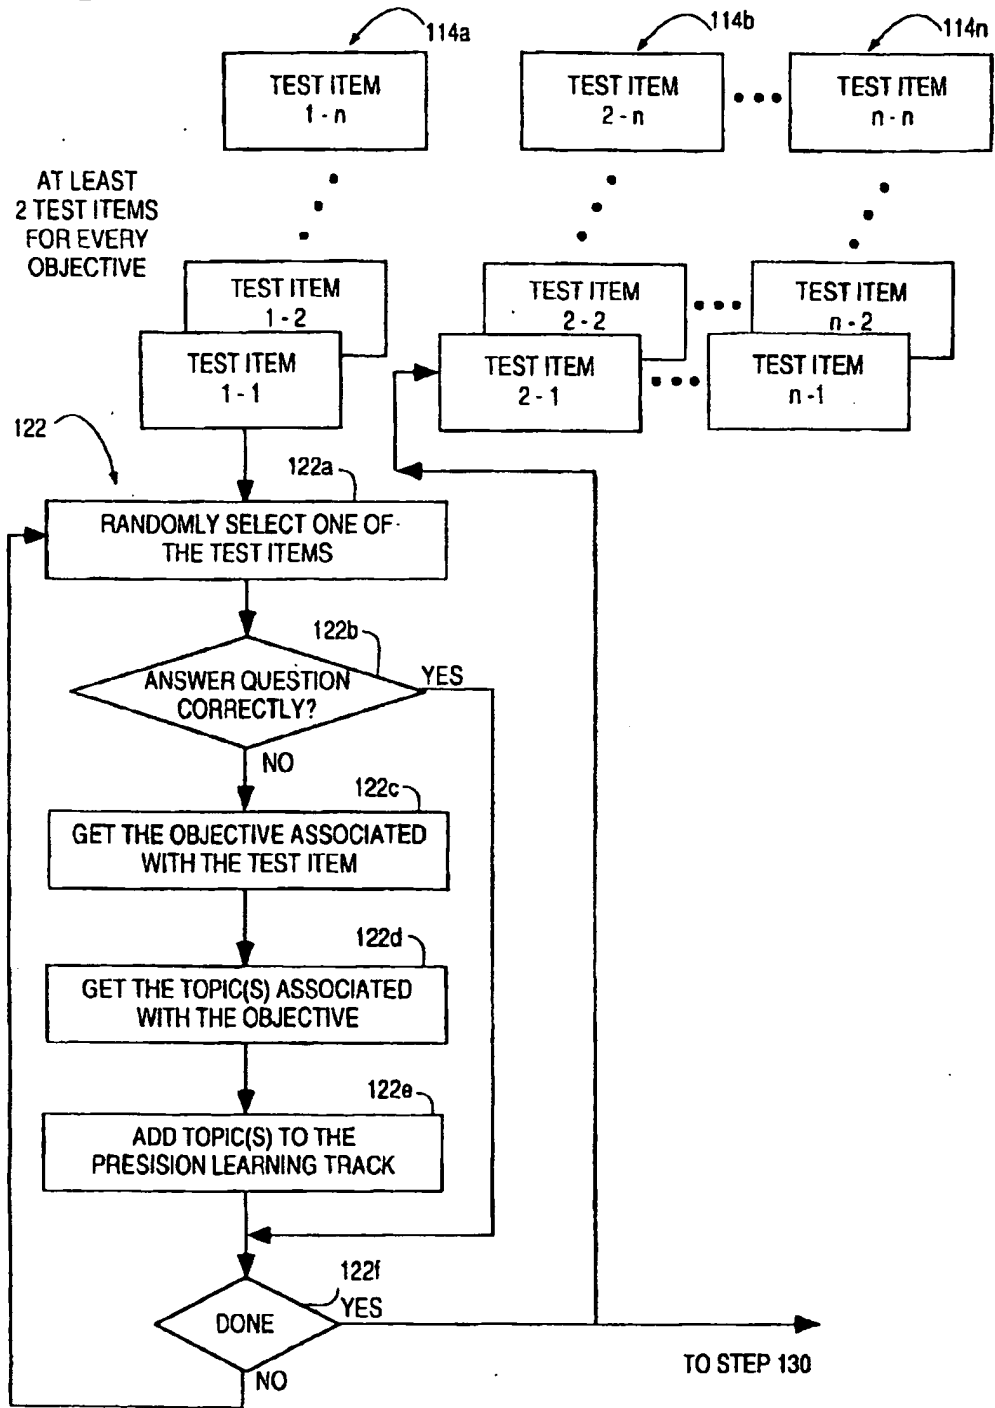 114a
114b
114n
TEST ITEM
1 - n
TEST ITEM
2 - n
TEST ITEM
n - n
AT LEAST
2 TEST ITEMS
FOR EVERY
OBJECTIVE
TEST ITEM
1 - 2
TEST ITEM
2 - 2
TEST ITEM
n - 2
TEST ITEM
1 - 1
TEST ITEM
2 - 1
TEST ITEM
n - 1
122
122a
RANDOMLY SELECT ONE OF
THE TEST ITEMS
122b
ANSWER QUESTION
CORRECTLY?
YES
NO
122c
GET THE OBJECTIVE ASSOCIATED
WITH THE TEST ITEM
122d
GET THE TOPIC(S) ASSOCIATED
WITH THE OBJECTIVE
122e
ADD TOPIC(S) TO THE
PRESISION LEARNING TRACK
122f
DONE
YES
NO
TO STEP 130